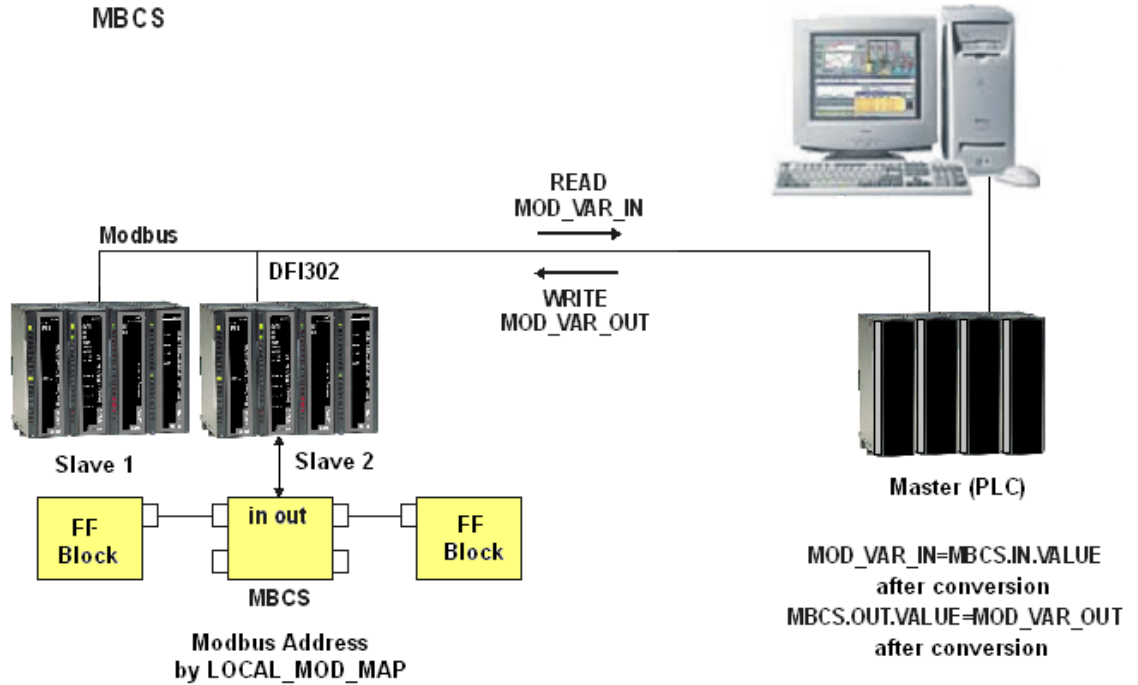 MBCS
READ
MOD_VAR_IN
Modbus
DFI302
WRITE
MOD_VAR_OUT
Slave 1
Slave 2
Master (PLC)
FF
Block
in out
FF
Block
MBCS
Modbus Address
by LOCAL_MOD_MAP
MOD_VAR_IN=MBCS.IN.VALUE
after conversion
MBCS.OUT.VALUE=MOD_VAR_OUT
after conversion